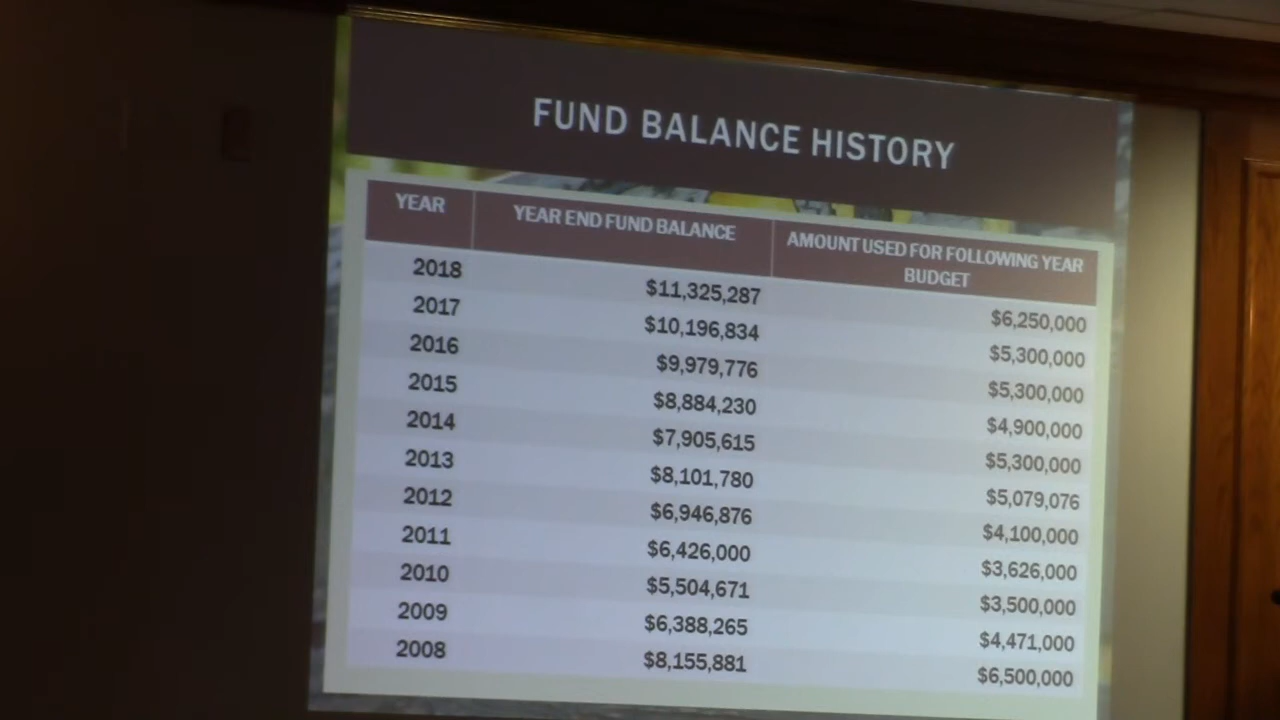 FUND BALANCE HISTORY
YEAR YEAR END FUND BALANCE AMOUNT USED FOR FOLLOWING YEAR
BUDGET
2018 $11,325,287 $6,250,000
2017 $10,196,834 $5,300,000
2016 $9,979,776 $5,300,000
2015 $8,884,230 $4,900,000
2014 $7,905,615 $5,300,000
2013 $8,101,780 $5,079,076
2012 $6,946,876 $4,100,000
2011 $6,426,000 $3,626,000
2010 $5,504,671 $3,500,000
2009 $6,388,265 $4,471,000
2008 $8,155,881 $6,500,000